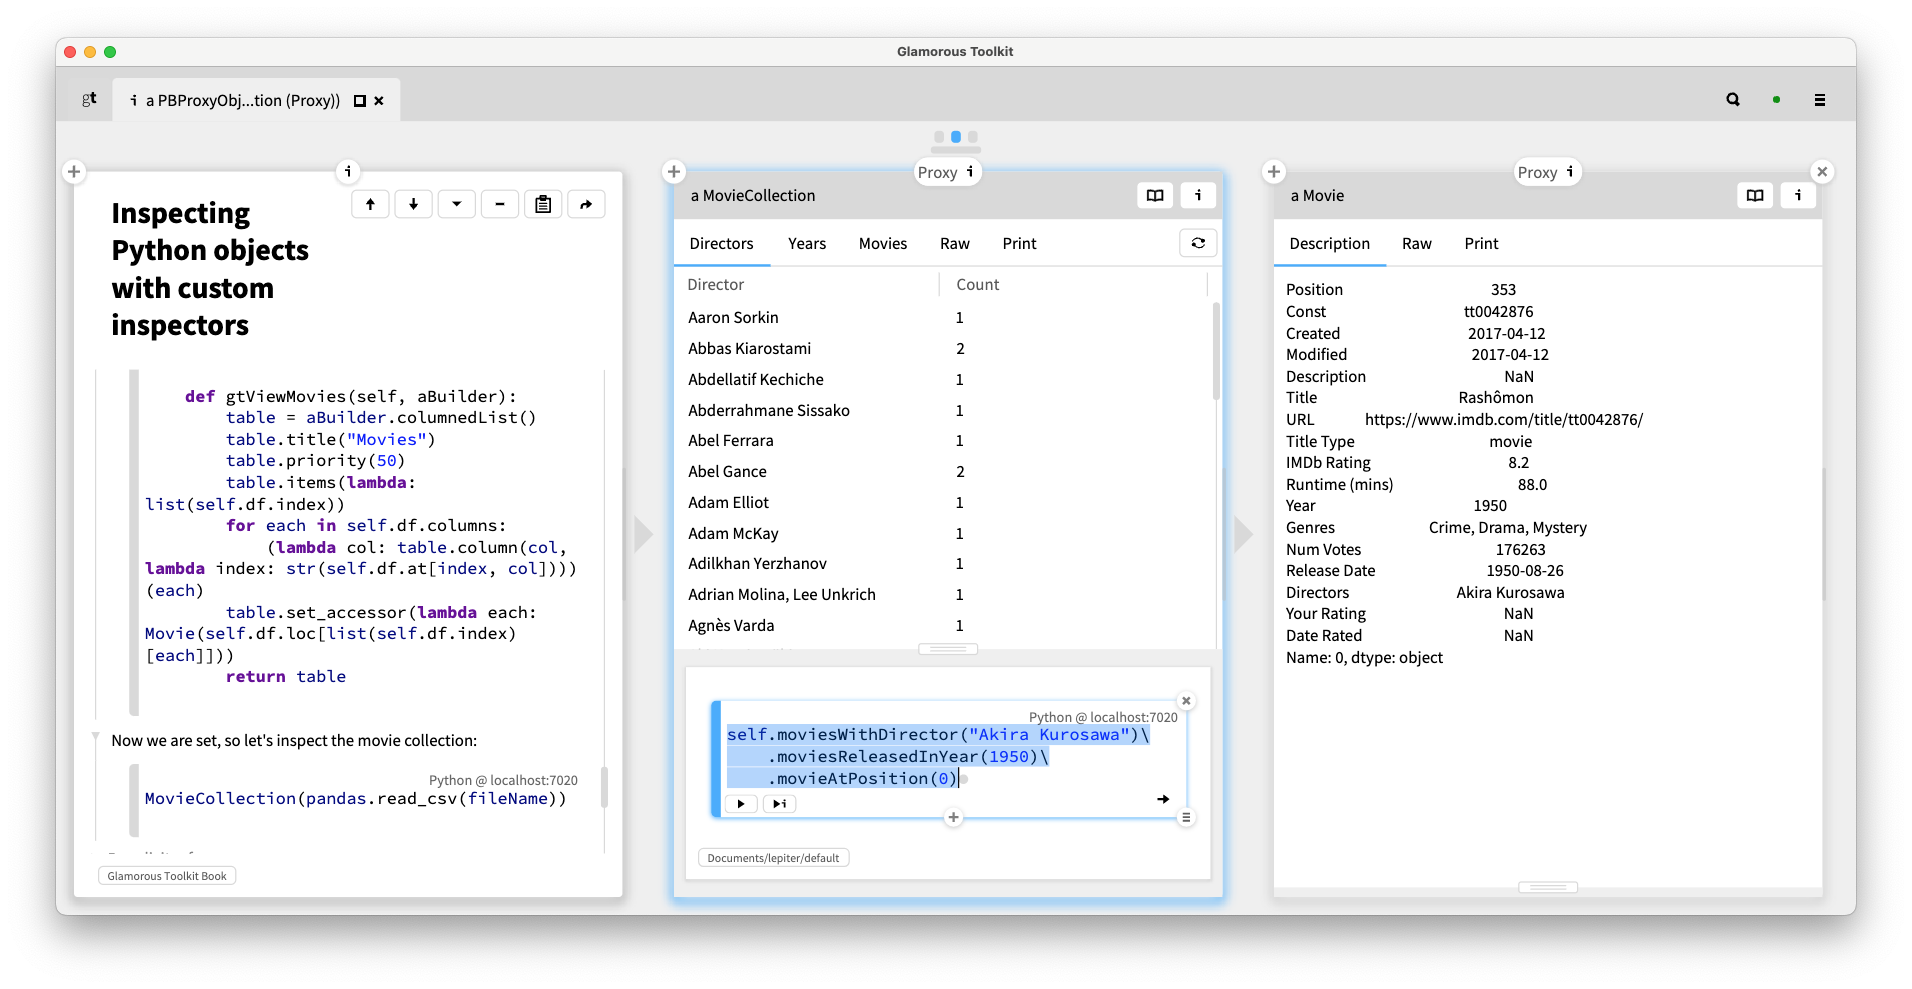 Glamorous Toolkit
gt
i a PBProxyObj...tion (Proxy))
i
Inspecting
Python objects
with custom
inspectors
def gtViewMovies(self, aBuilder):
table = aBuilder.columnedList()
table.title("Movies")
table.priority(50)
table.items(lambda:
list(self.df.index))
for each in self.df.columns:
(lambda col: table.column(col,
lambda index: str(self.df.at[index, col])))
(each)
table.set_accessor(lambda each:
Movie(self.df.loc[list(self.df.index)
[each]]))
return table
Now we are set, so let's inspect the movie collection:
Python @ localhost:7020
MovieCollection(pandas.read_csv(fileName))
Glamorous Toolkit Book
Proxy i
a MovieCollection
i
Directors Years Movies Raw Print
Director Count
Aaron Sorkin 1
Abbas Kiarostami 2
Abdellatif Kechiche 1
Abderrahmane Sissako 1
Abel Ferrara 1
Abel Gance 2
Adam Elliot 1
Adam McKay 1
Adilkhan Yerzhanov 1
Adrian Molina, Lee Unkrich 1
Agnès Varda 1
Python @ localhost:7020
self.moviesWithDirector("Akira Kurosawa")\
.moviesReleasedInYear(1950)\
.movieAtPosition(0)
i
Documents/lepiter/default
Proxy i
a Movie
i
Description Raw Print
Position 353
Const tt0042876
Created 2017-04-12
Modified 2017-04-12
Description NaN
Title Rashômon
URL https://www.imdb.com/title/tt0042876/
Title Type movie
IMDb Rating 8.2
Runtime (mins) 88.0
Year 1950
Genres Crime, Drama, Mystery
Num Votes 176263
Release Date 1950-08-26
Directors Akira Kurosawa
Your Rating NaN
Date Rated NaN
Name: 0, dtype: object